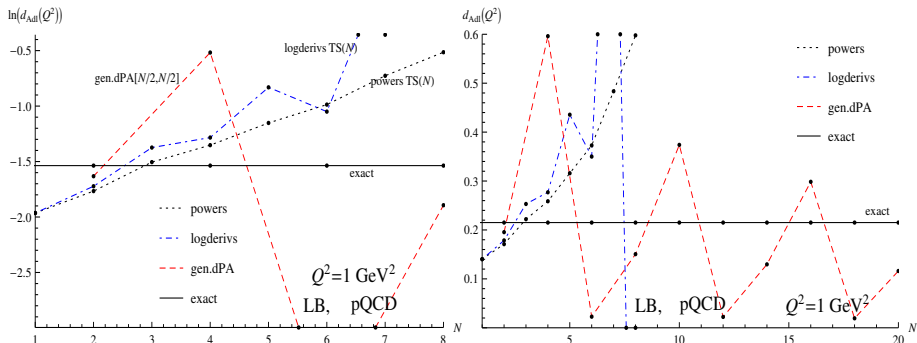 ln(d_Adl(Q²))
-0.5
-1.0
-1.5
-2.0
-2.5
1 2 3 4 5 6 7 8
N
gen.dPA[N/2,N/2]
logderivs TS(N)
powers TS(N)
exact
powers
logderivs
gen.dPA
exact
Q²=1 GeV²
LB, pQCD
d_Adl(Q²)
0.6
0.5
0.4
0.3
0.2
0.1
0.0
5 10 15 20
N
powers
logderivs
gen.dPA
exact
exact
LB, pQCD Q²=1 GeV²